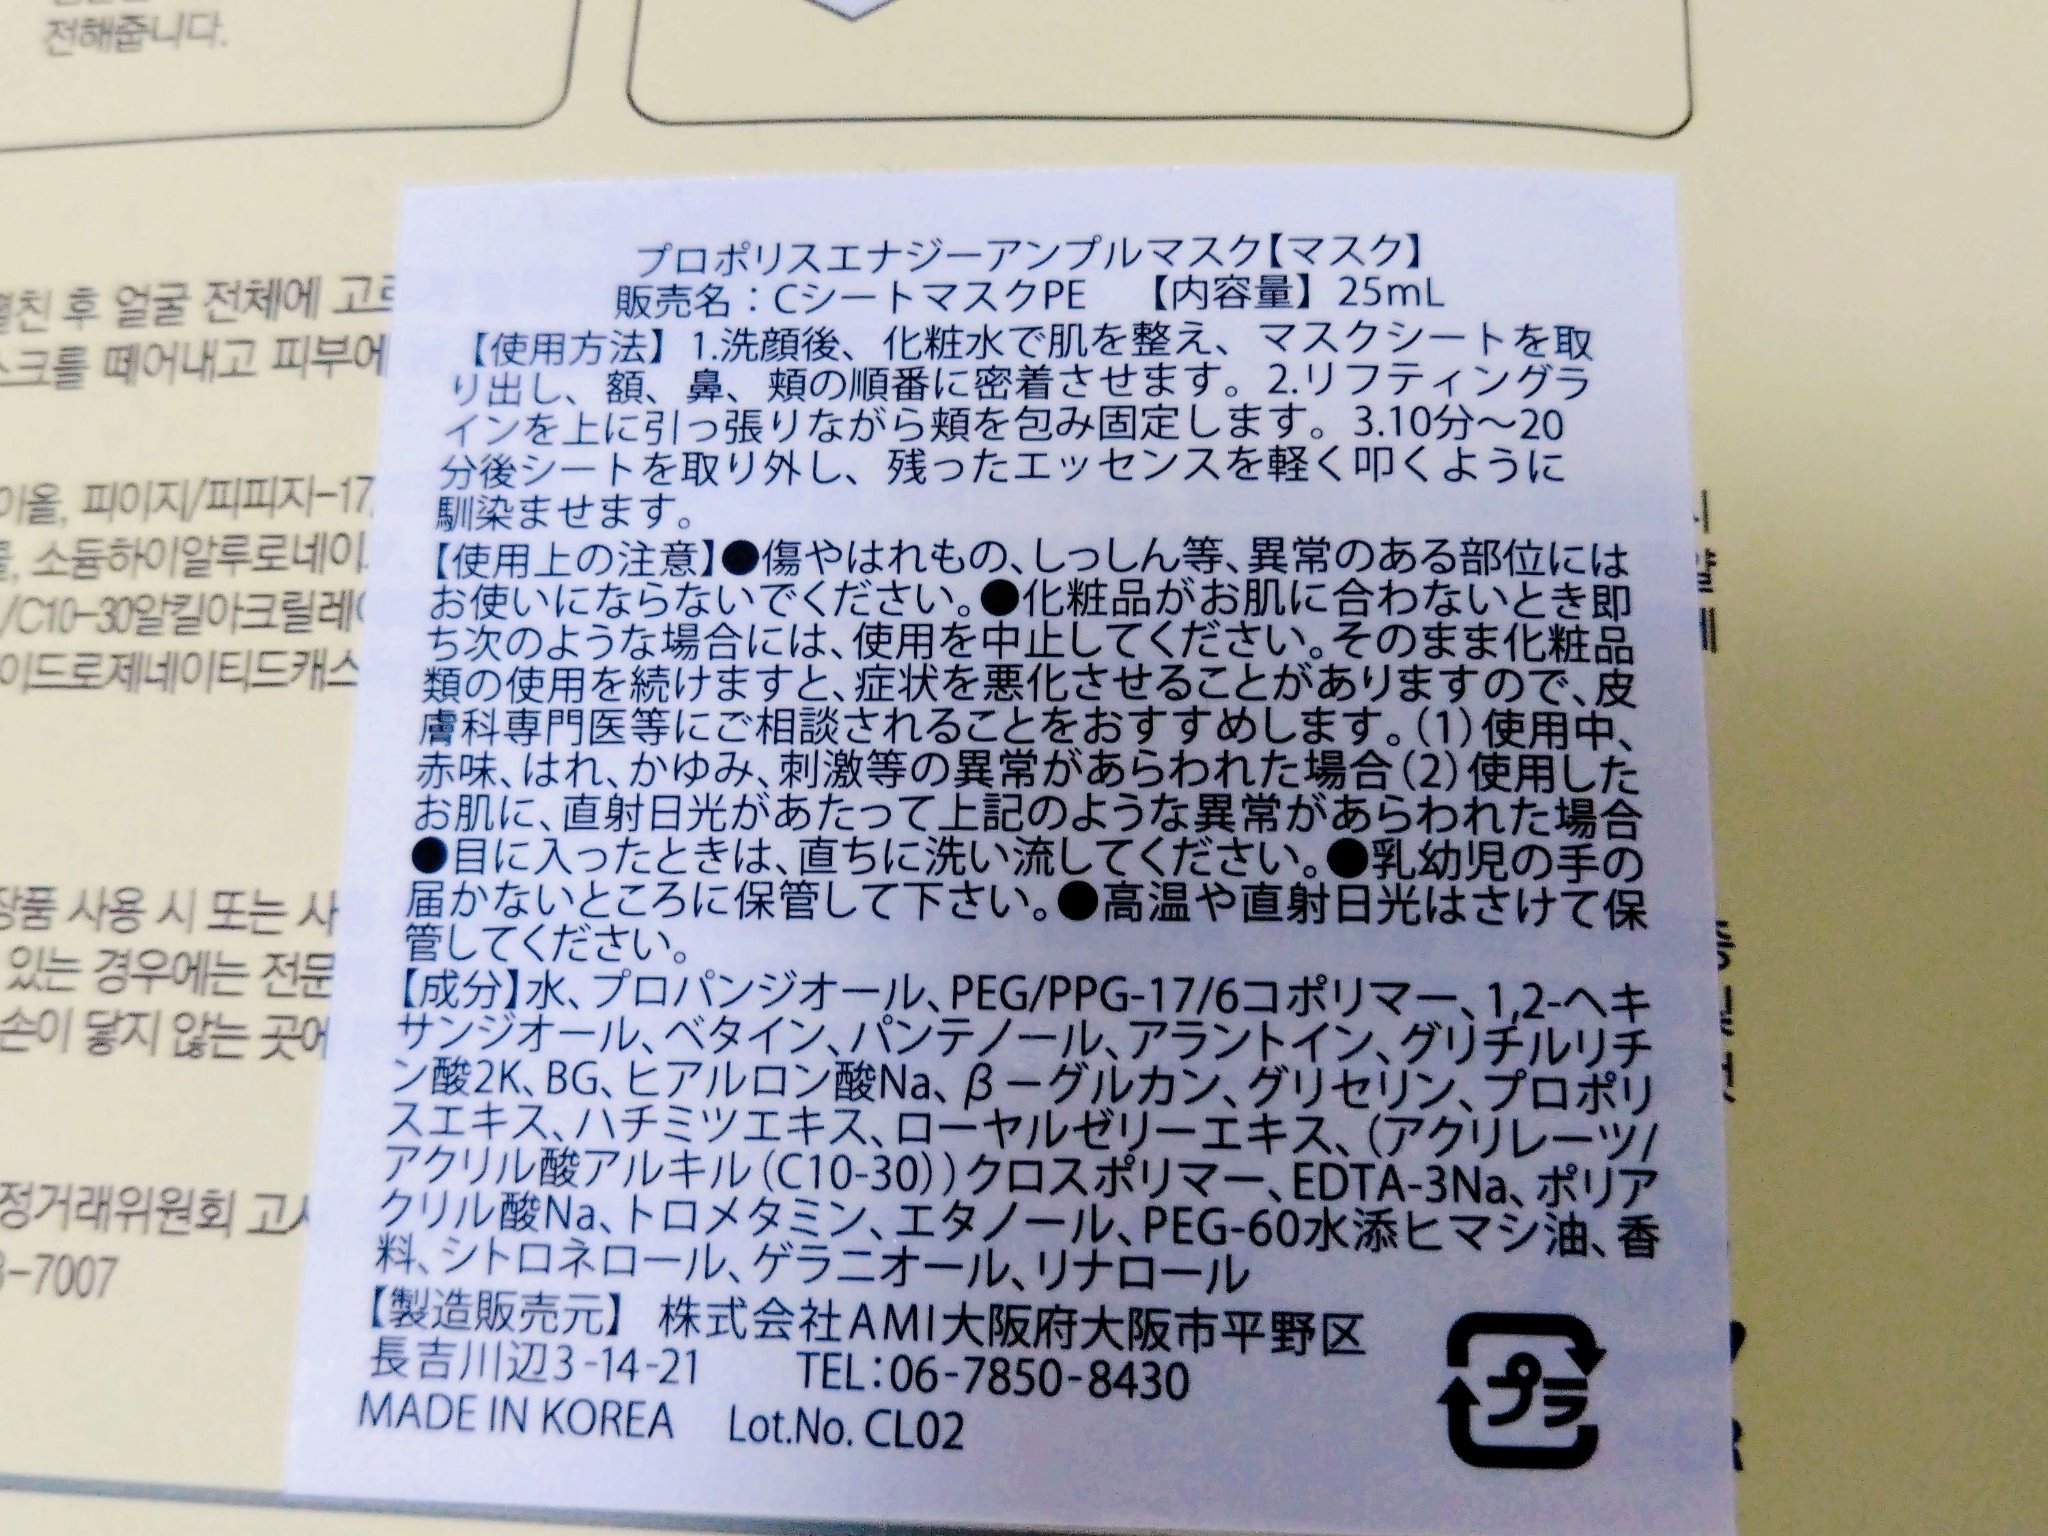 전해줍니다.
プロポリスエナジーアンプルマスク【マスク】
販売名：CシートマスクPE 【内容量】25mL
【使用方法】1.洗顔後、化粧水で肌を整え、マスクシートを取
り出し、額、鼻、頬の順番に密着させます。2.リフティングラ
インを上に引っ張りながら頬を包み固定します。3.10分～20
分後シートを取り外し、残ったエッセンスを軽く叩くように
馴染ませます。
【使用上の注意】●傷やはれもの、しっしん等、異常のある部位には
お使いにならないでください。●化粧品がお肌に合わないとき即
ち次のような場合には、使用を中止してください。そのまま化粧品
類の使用を続けますと、症状を悪化させることがありますので、皮
膚科専門医等にご相談されることをおすすめします。（1）使用中、
赤味、はれ、かゆみ、刺激等の異常があらわれた場合（2）使用した
お肌に、直射日光があたって上記のような異常があらわれた場合
●目に入ったときは、直ちに洗い流してください。●乳幼児の手の
届かないところに保管して下さい。●高温や直射日光はさけて保
管してください。
【成分】水、プロパンジオール、PEG/PPG-17/6コポリマー、1,2-ヘキ
サンジオール、ベタイン、パンテノール、アラントイン、グリチルリチ
ン酸2K、BG、ヒアルロン酸Na、β－グルカン、グリセリン、プロポリ
スエキス、ハチミツエキス、ローヤルゼリーエキス、（アクリレーツ/
アクリル酸アルキル（C10-30））クロスポリマー、EDTA-3Na、ポリア
クリル酸Na、トロメタミン、エタノール、PEG-60水添ヒマシ油、香
料、シトロネロール、ゲラニオール、リナロール
【製造販売元】 株式会社AMI大阪府大阪市平野区
長吉川辺3-14-21 TEL：06-7850-8430
MADE IN KOREA Lot.No. CL02
プラ
친 후 얼굴 전체에 고르
스크를 떼어내고 피부에
아올, 피이지/피피자-17/
소듐하이알루로네이
/C10-30알킬아크릴레이
이드로제네이티드캐스
장품 사용 시 또는 사
있는 경우에는 전문
손이 닿지 않는 곳에
정거래위원회 고시
3-7007